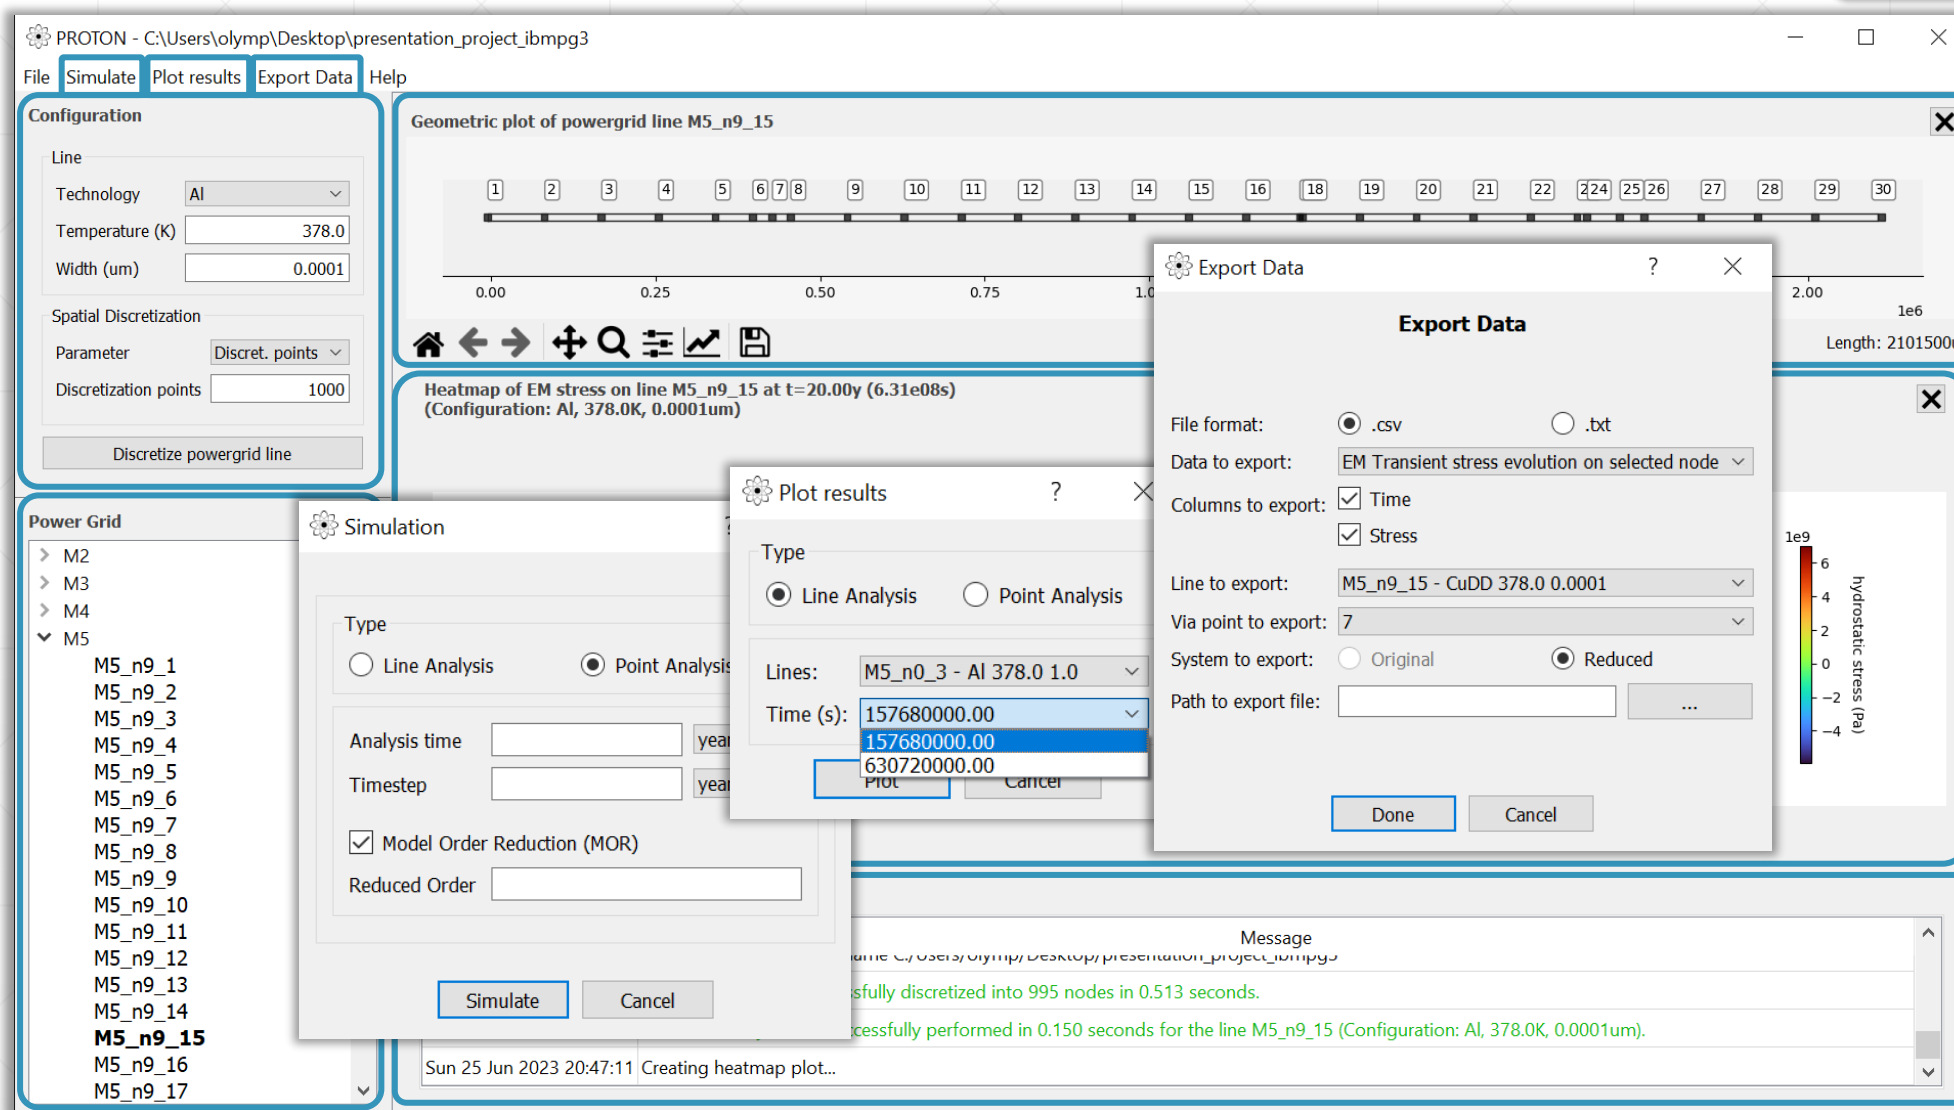 PROTON - C:\Users\olymp\Desktop\presentation_project_ibmpg3
File Simulate Plot results Export Data Help
Configuration
Line
Technology Al
Temperature (K) 378.0
Width (um) 0.0001
Spatial Discretization
Parameter Discret. points
Discretization points 1000
Discretize powergrid line
Power Grid
M2
M3
M4
M5
M5_n9_1
M5_n9_2
M5_n9_3
M5_n9_4
M5_n9_5
M5_n9_6
M5_n9_7
M5_n9_8
M5_n9_9
M5_n9_10
M5_n9_11
M5_n9_12
M5_n9_13
M5_n9_14
M5_n9_15
M5_n9_16
M5_n9_17
Geometric plot of powergrid line M5_n9_15
1 2 3 4 5 6 7 8 9 10 11 12 13 14 15 16 18 19 20 21 22 24 25 26 27 28 29 30
0.00 0.25 0.50 0.75 2.00
1e6
Length: 2101500
Heatmap of EM stress on line M5_n9_15 at t=20.00y (6.31e08s)
(Configuration: Al, 378.0K, 0.0001um)
1e9
6
4
2
0
−2
−4
hydrostatic stress (Pa)
Simulation
Type
Line Analysis Point Analysis
Analysis time
Timestep
Model Order Reduction (MOR)
Reduced Order
Simulate Cancel
Plot results ?
Type
Line Analysis Point Analysis
Lines: M5_n0_3 - Al 378.0 1.0
Time (s): 157680000.00
157680000.00
630720000.00
Plot Cancel
Export Data ?
Export Data
File format: .csv .txt
Data to export: EM Transient stress evolution on selected node
Columns to export: Time
Stress
Line to export: M5_n9_15 - CuDD 378.0 0.0001
Via point to export: 7
System to export: Original Reduced
Path to export file: ...
Done Cancel
Message
C:/Users/olymp/Desktop/presentation_project_ibmpg3
ssfully discretized into 995 nodes in 0.513 seconds.
ccessfully performed in 0.150 seconds for the line M5_n9_15 (Configuration: Al, 378.0K, 0.0001um).
Sun 25 Jun 2023 20:47:11 Creating heatmap plot...